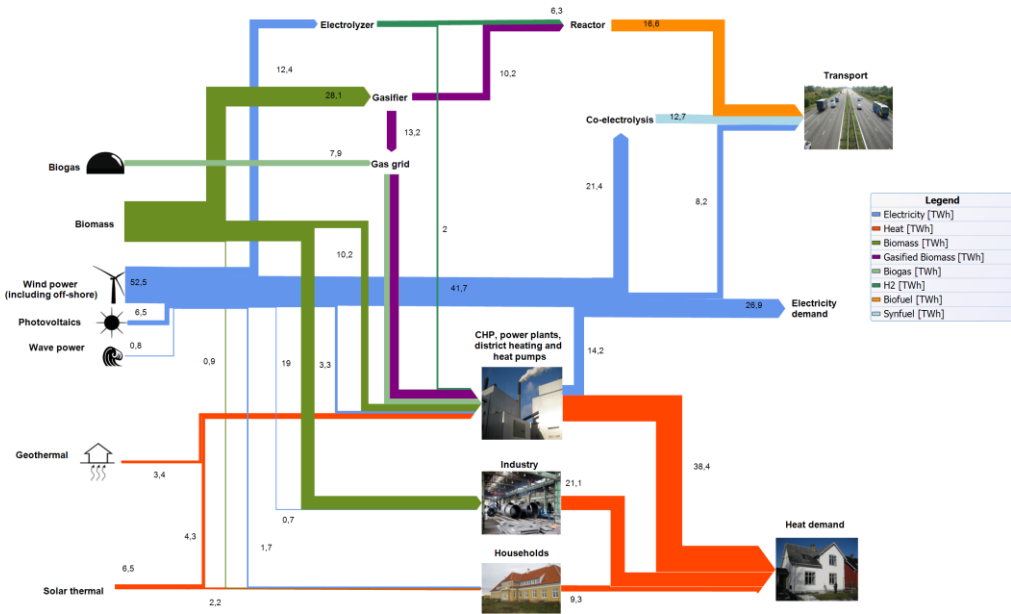 6,3
Electrolyzer
Reactor
16,6
12,4
10,2
Transport
28,1
Gasifier
Co-electrolysis
12,7
13,2
7,9
Biogas
Gas grid
21,4
8,2
Legend
Electricity [TWh]
Heat [TWh]
Biomass [TWh]
Gasified Biomass [TWh]
Biogas [TWh]
H2 [TWh]
Biofuel [TWh]
Synfuel [TWh]
Biomass
2
10,2
Wind power
(including off-shore)
52,5
41,7
26,9
Electricity
demand
Photovoltaics
6,5
Wave power
0,8
CHP, power plants,
district heating and
heat pumps
14,2
0,9
19
3,3
Geothermal
3,4
38,4
Industry
21,1
0,7
Heat demand
4,3
1,7
Households
6,5
Solar thermal
2,2
9,3